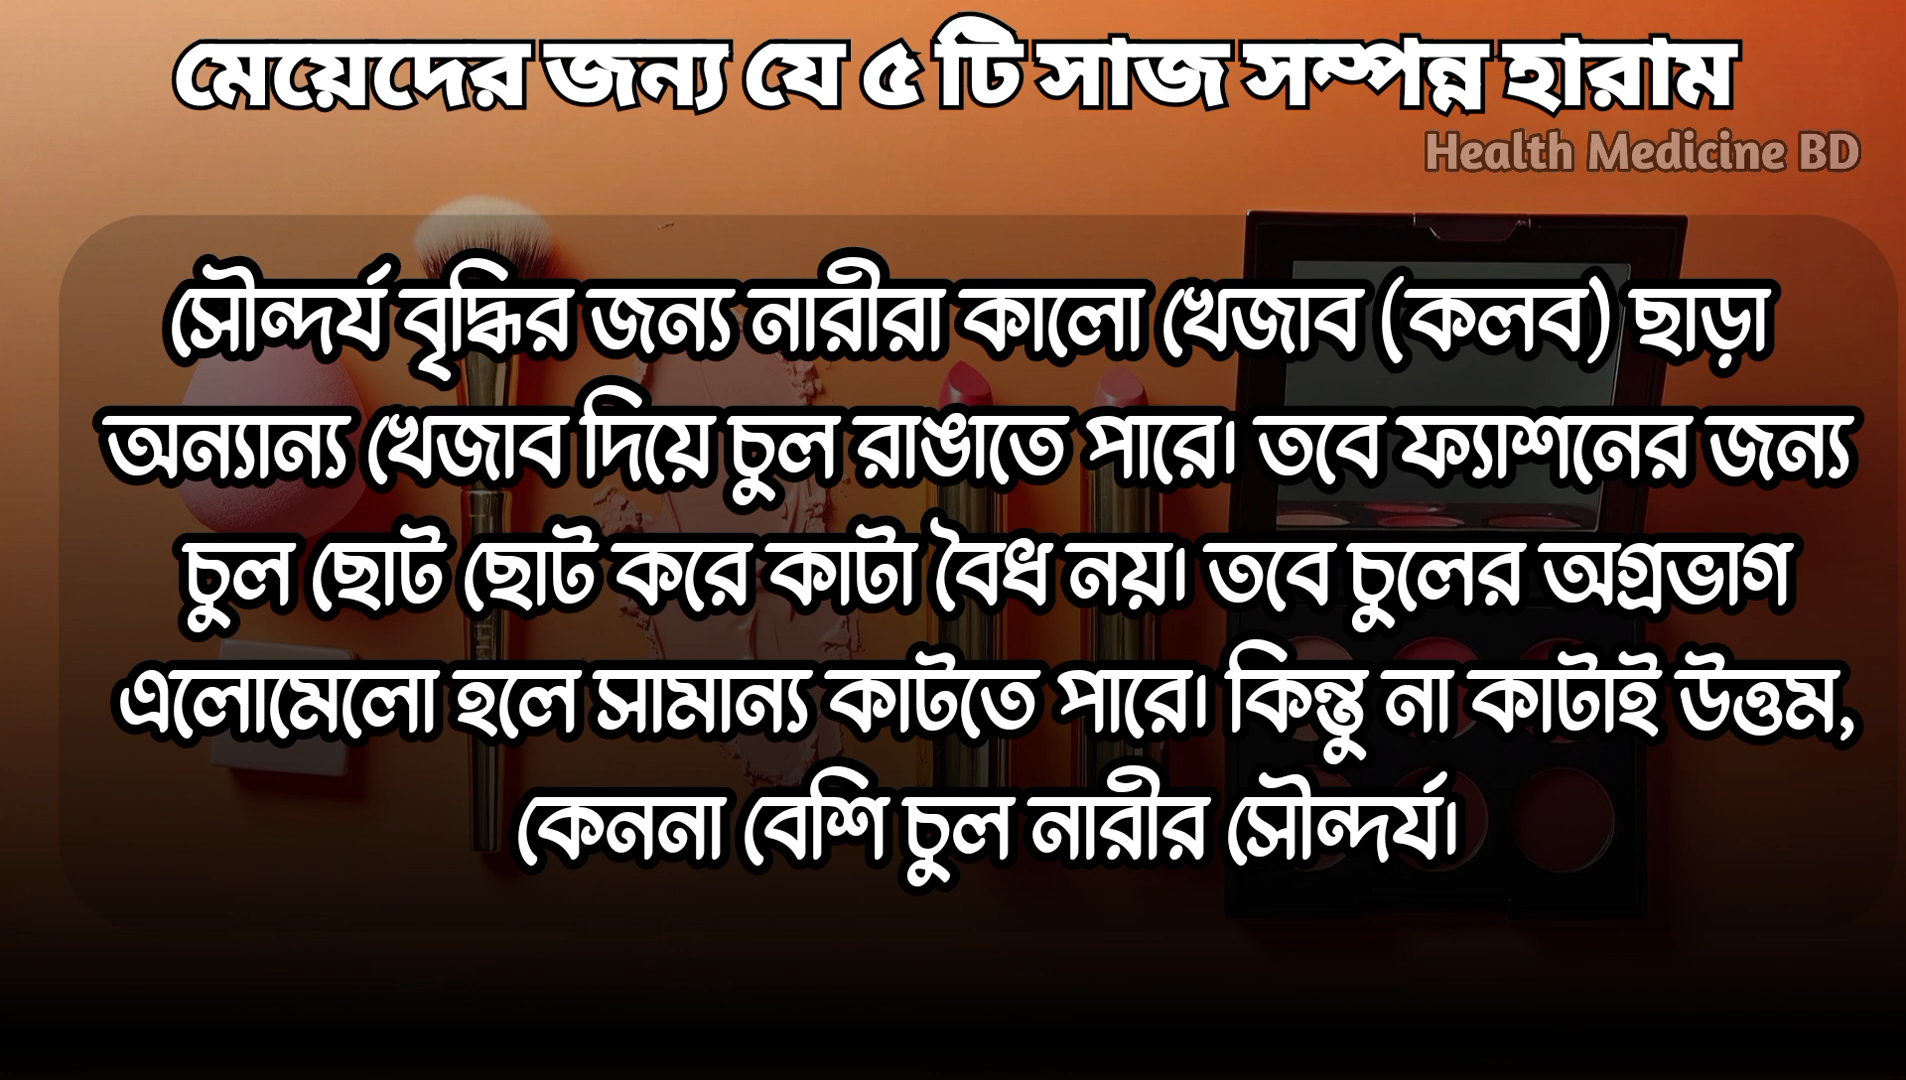 মেয়েদের জন্য যে ৫ টি সাজ সম্পন্ন হারাম
Health Medicine BD
সৌন্দর্য বৃদ্ধির জন্য নারীরা কালো খেজাব (কলব) ছাড়া
অন্যান্য খেজাব দিয়ে চুল রাঙাতে পারে। তবে ফ্যাশনের জন্য
চুল ছোট ছোট করে কাটা বৈধ নয়। তবে চুলের অগ্রভাগ
এলোমেলো হলে সামান্য কাটতে পারে। কিন্তু না কাটাই উত্তম,
কেননা বেশি চুল নারীর সৌন্দর্য।